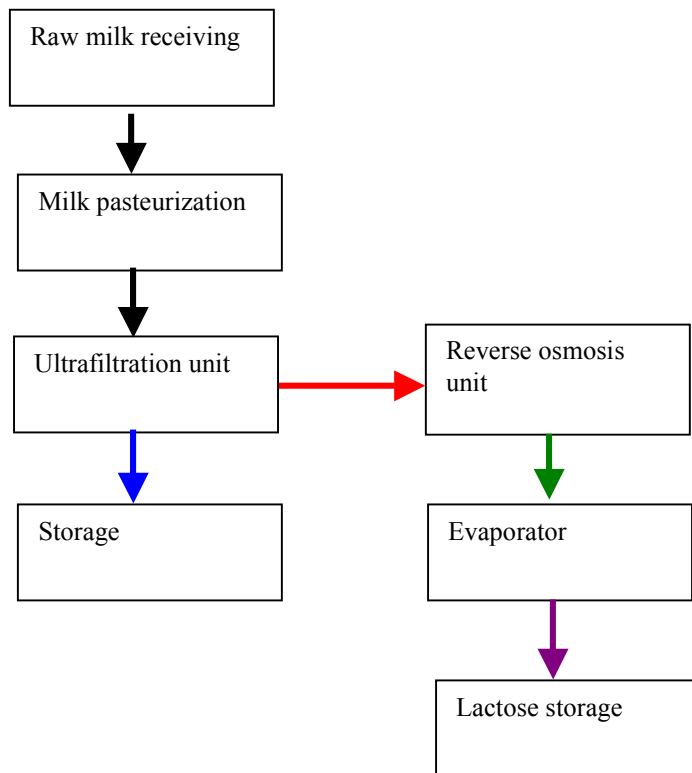 Raw milk receiving
Milk pasteurization
Ultrafiltration unit
Reverse osmosis
unit
Storage
Evaporator
Lactose storage